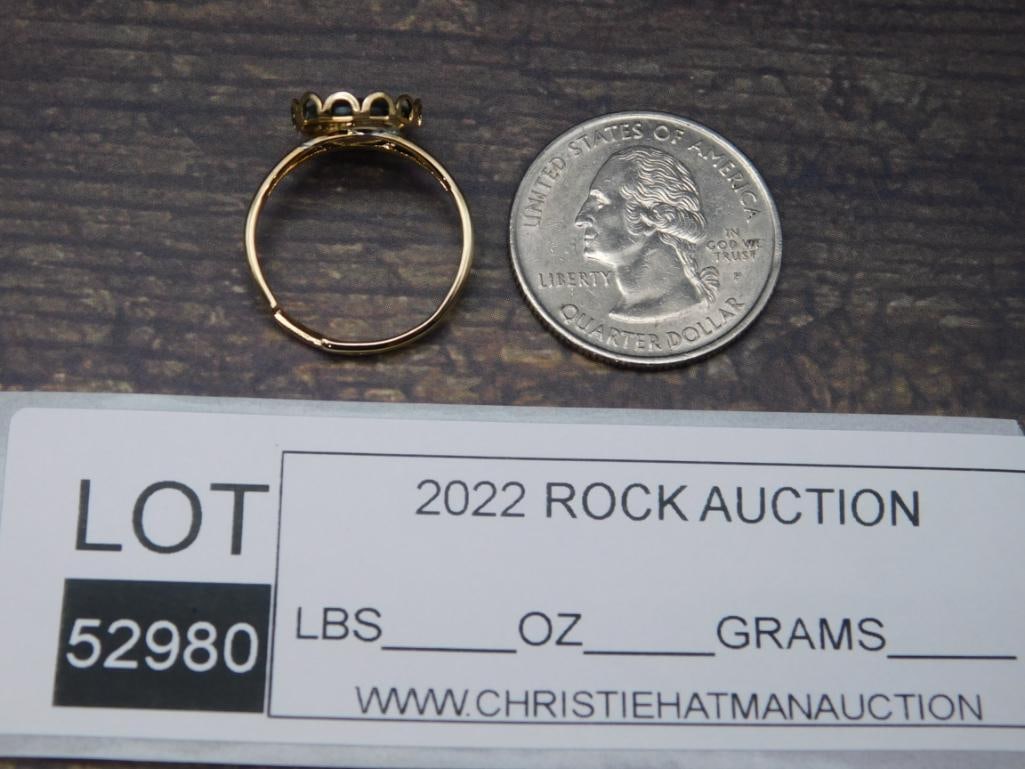 UNITED STATES OF AMERICA
IN
GOD WE
TRUST
LIBERTY
P
QUARTER DOLLAR
LOT
52980
2022 ROCK AUCTION
LBS_____OZ_____GRAMS_____
WWW.CHRISTIEHATMANAUCTION